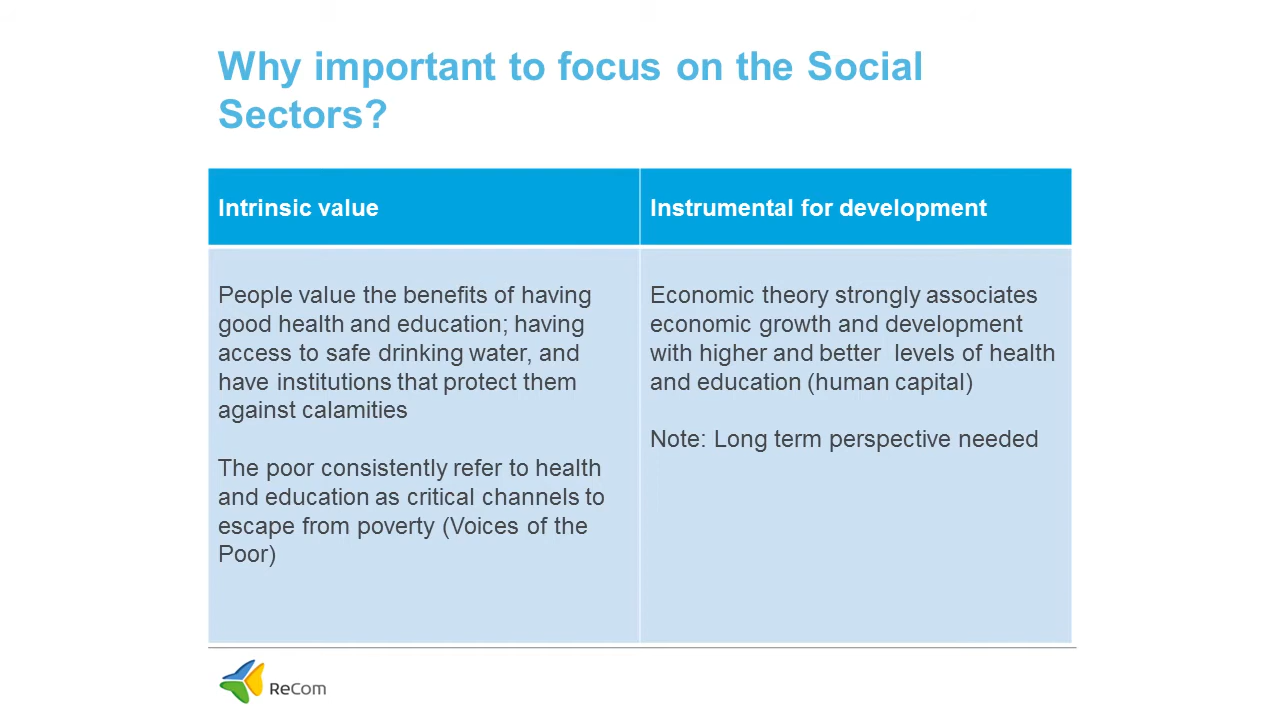 Why important to focus on the Social
Sectors?
Intrinsic value
Instrumental for development
People value the benefits of having
good health and education; having
access to safe drinking water, and
have institutions that protect them
against calamities
The poor consistently refer to health
and education as critical channels to
escape from poverty (Voices of the
Poor)
Economic theory strongly associates
economic growth and development
with higher and better  levels of health
and education (human capital)
Note: Long term perspective needed
ReCom